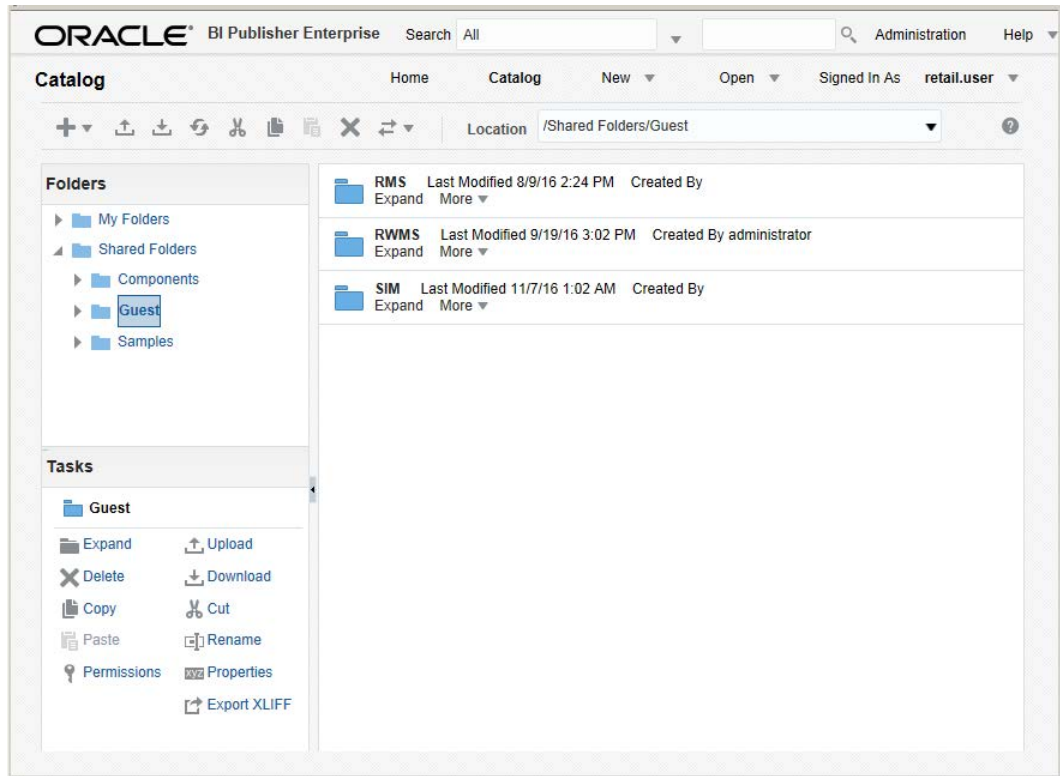 ORACLE BI Publisher Enterprise Search All Administration Help
Catalog Home Catalog New Open Signed In As retail.user
Location /Shared Folders/Guest
Folders
My Folders
Shared Folders
Components
Guest
Samples
RMS Last Modified 8/9/16 2:24 PM Created By
Expand More
RWMS Last Modified 9/19/16 3:02 PM Created By administrator
Expand More
SIM Last Modified 11/7/16 1:02 AM Created By
Expand More
Tasks
Guest
Expand Upload
Delete Download
Copy Cut
Paste Rename
Permissions xyz Properties
Export XLIFF